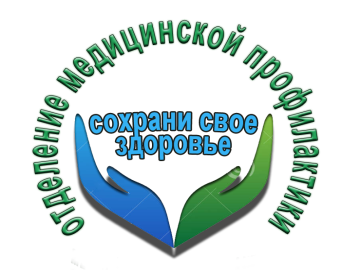 отделение медицинской профилактики
сохрани свое
здоровье